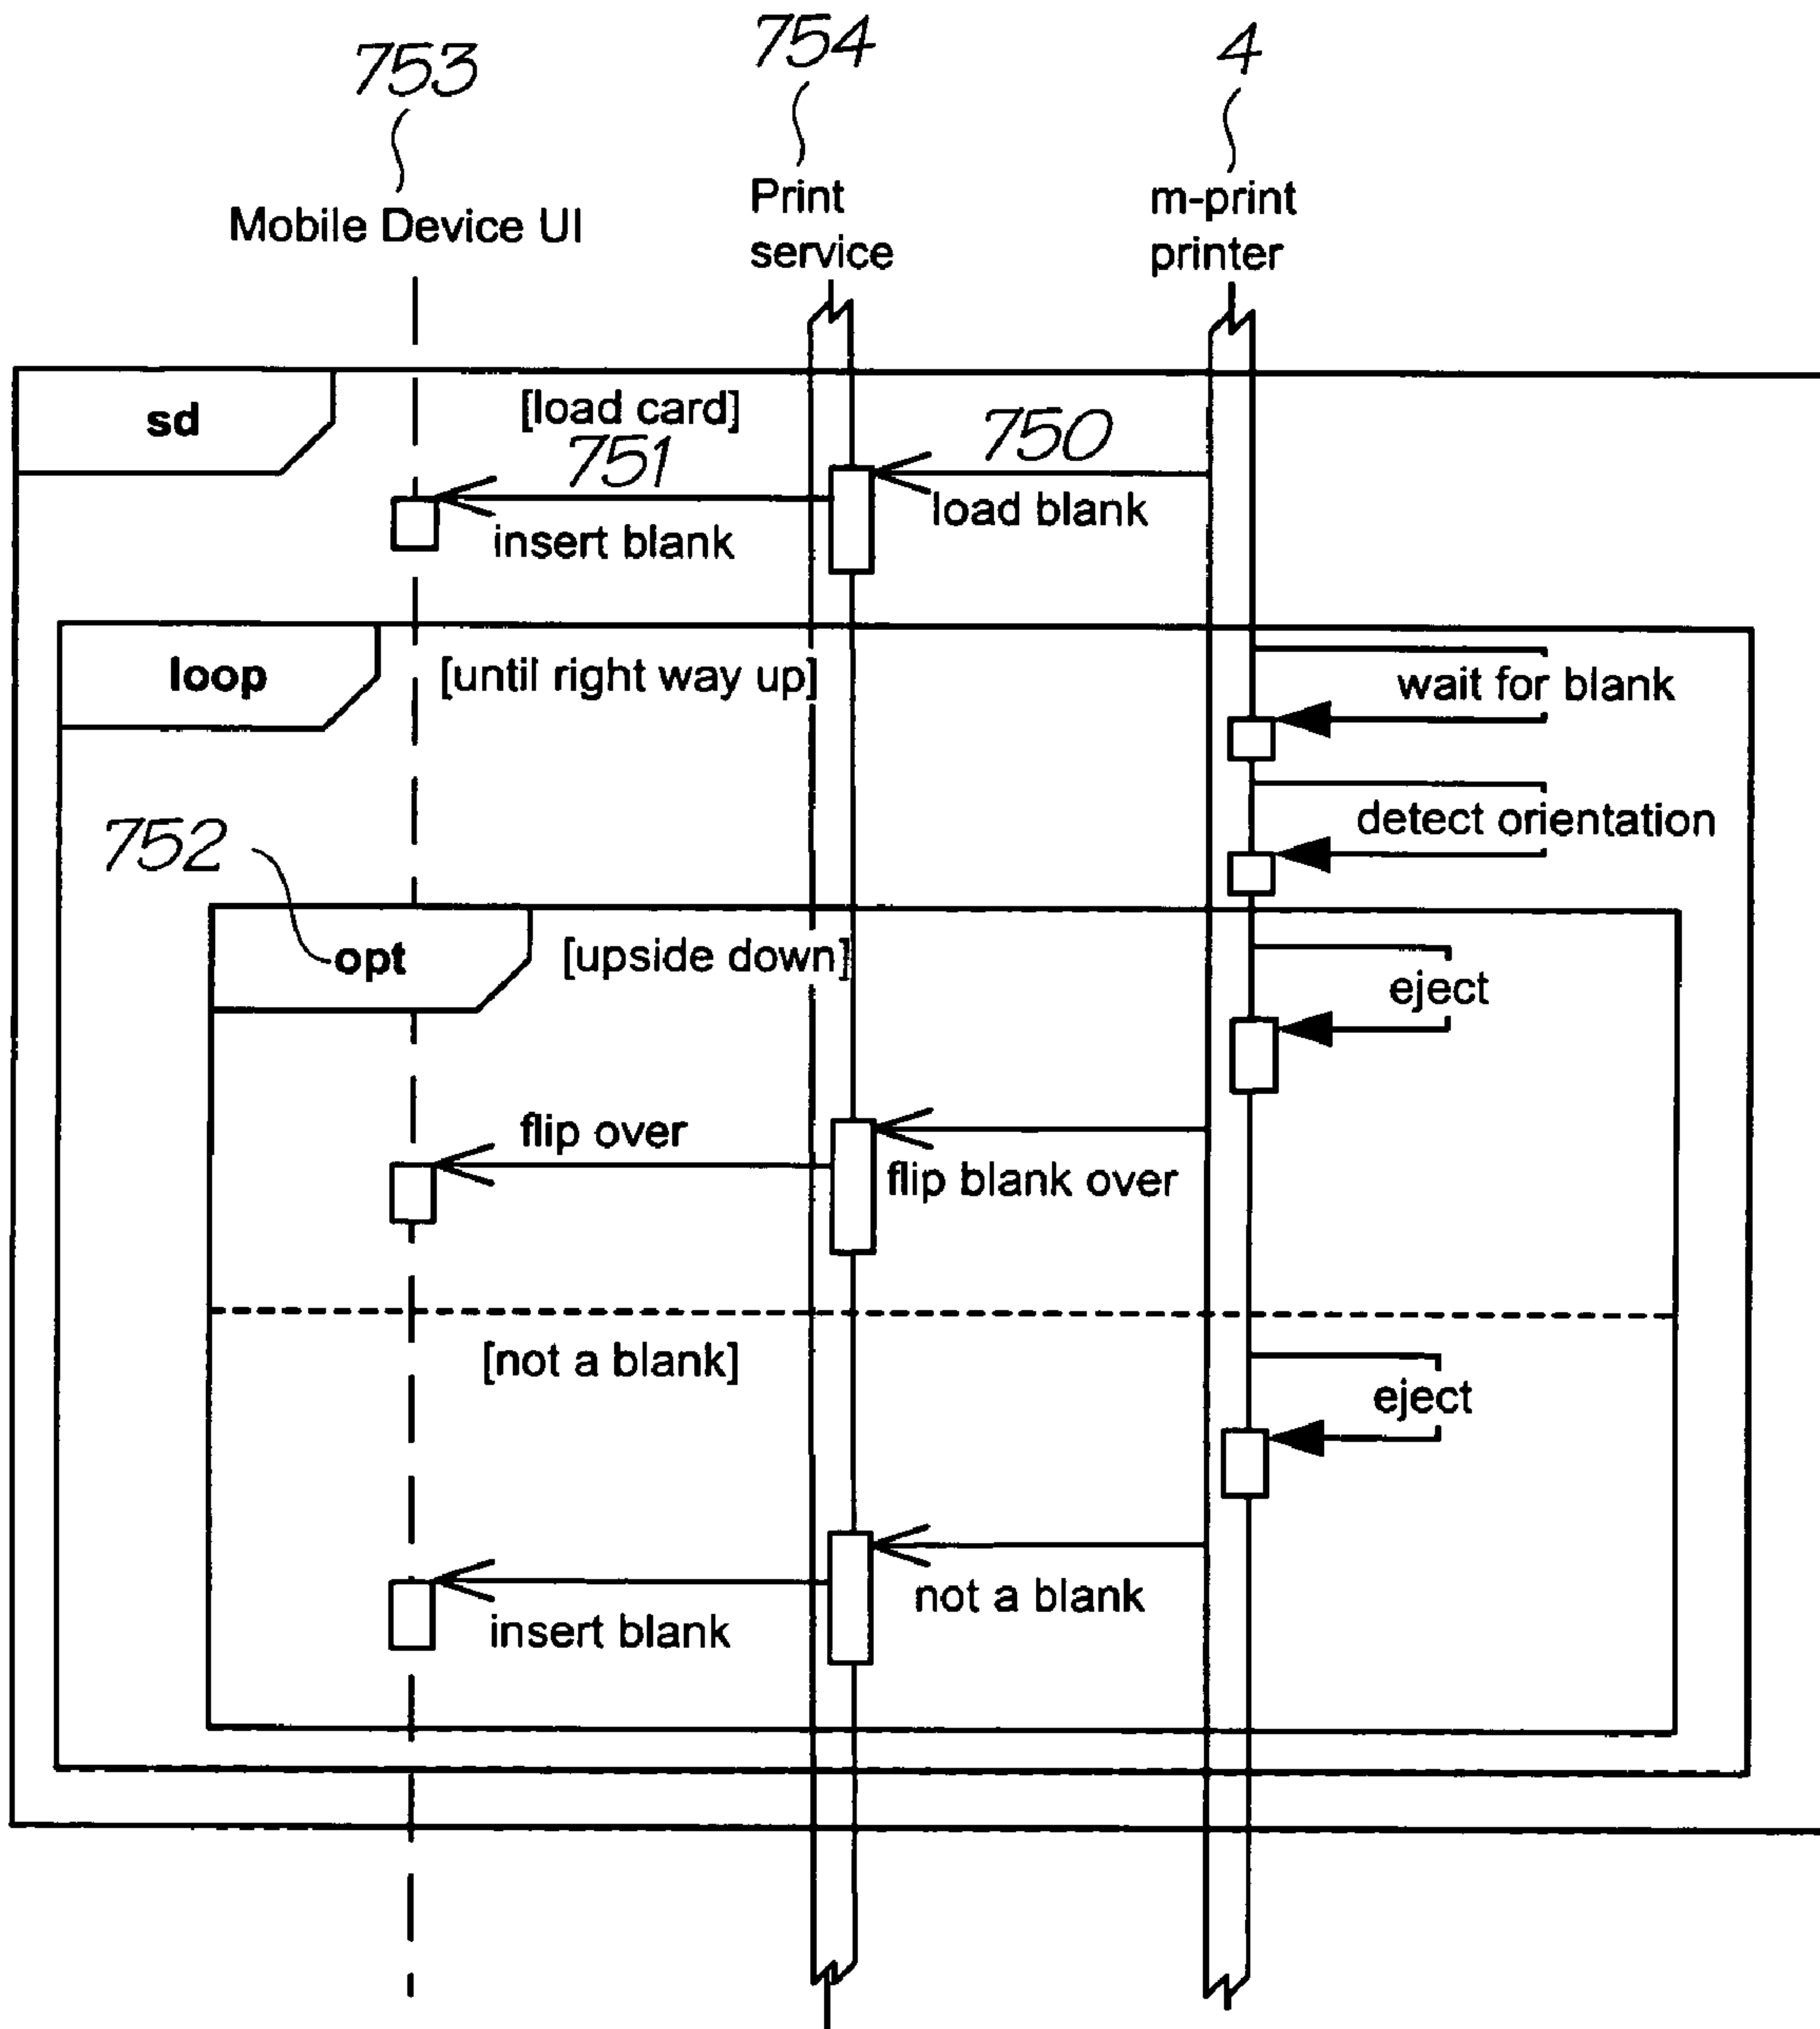 753
754
4
Mobile Device UI
Print
service
m-print
printer
sd
[load card]
751
750
insert blank
load blank
loop
[until right way up]
wait for blank
detect orientation
752
opt
[upside down]
eject
flip over
flip blank over
[not a blank]
eject
not a blank
insert blank